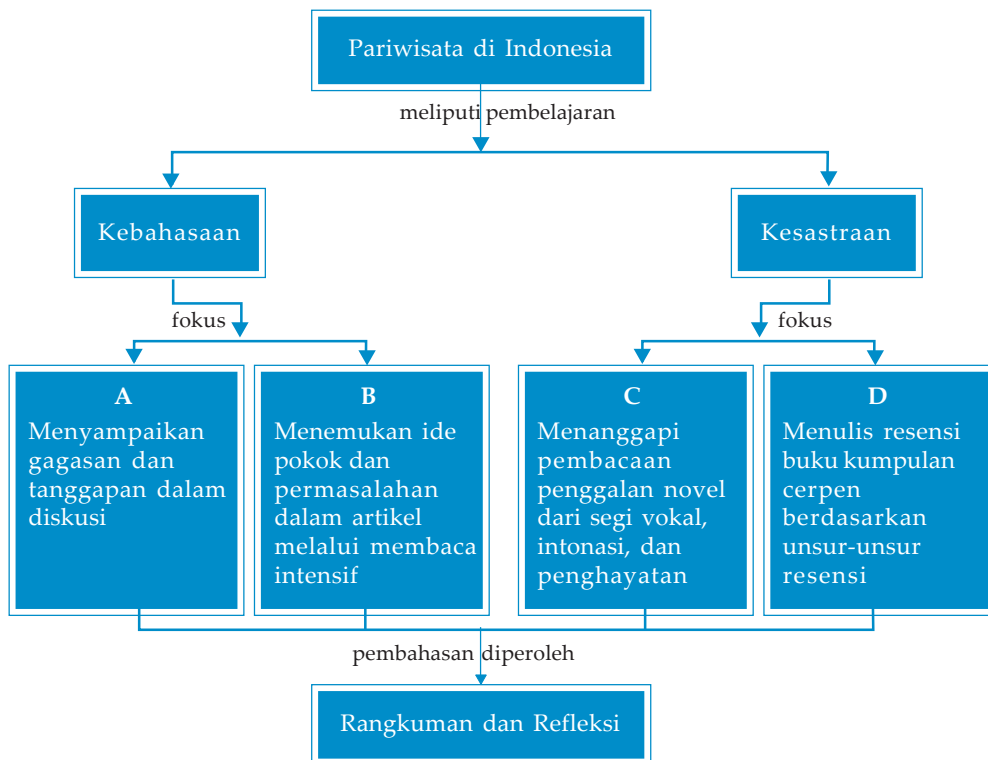 Pariwisata di Indonesia
meliputi pembelajaran
Kebahasaan
Kesastraan
fokus
fokus
A
Menyampaikan
gagasan dan
tanggapan dalam
diskusi
B
Menemukan ide
pokok dan
permasalahan
dalam artikel
melalui membaca
intensif
C
Menanggapi
pembacaan
penggalan novel
dari segi vokal,
intonasi, dan
penghayatan
D
Menulis resensi
buku kumpulan
cerpen
berdasarkan
unsur-unsur
resensi
pembahasan diperoleh
Rangkuman dan Refleksi